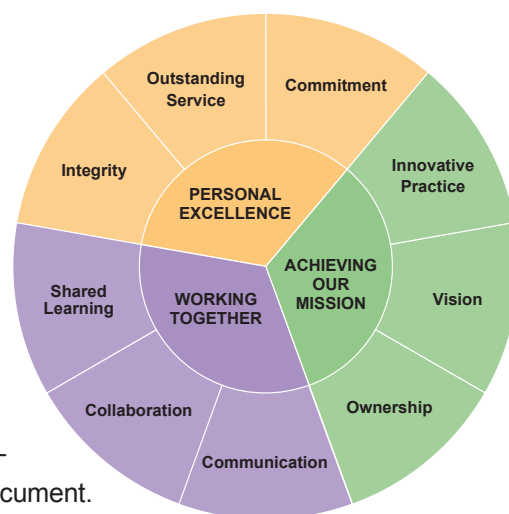 Outstanding
Service
Commitment
Integrity
Innovative
Practice
PERSONAL
EXCELLENCE
ACHIEVING
OUR
MISSION
WORKING
TOGETHER
Shared
Learning
Vision
Collaboration
Ownership
Communication
-
cument.